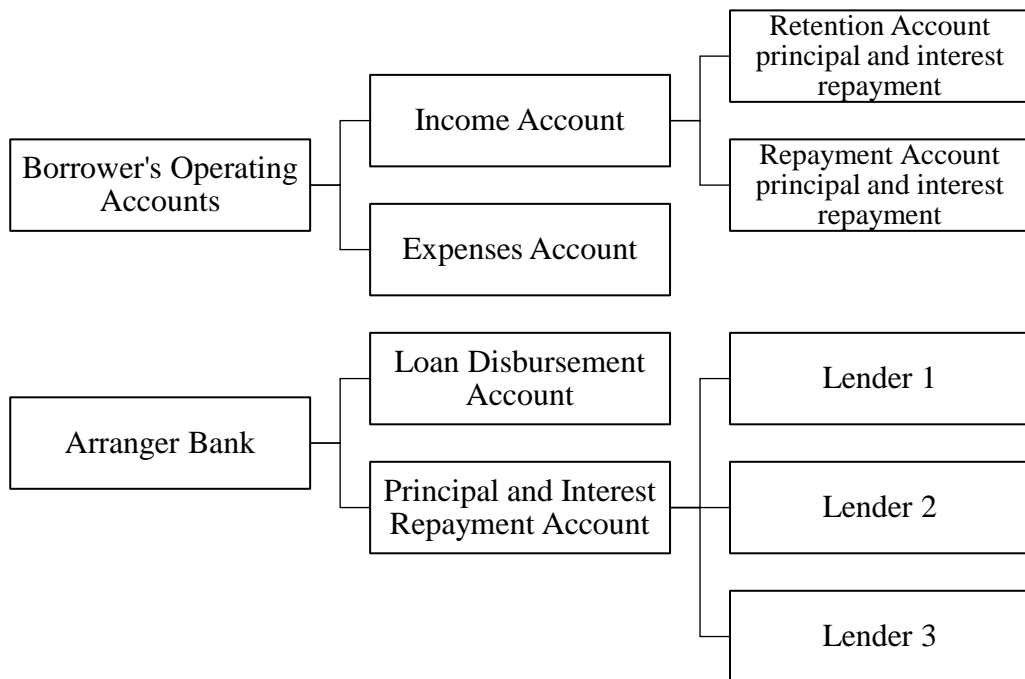 Borrower's Operating
Accounts
Income Account
Retention Account
principal and interest
repayment
Repayment Account
principal and interest
repayment
Expenses Account
Arranger Bank
Loan Disbursement
Account
Principal and Interest
Repayment Account
Lender 1
Lender 2
Lender 3